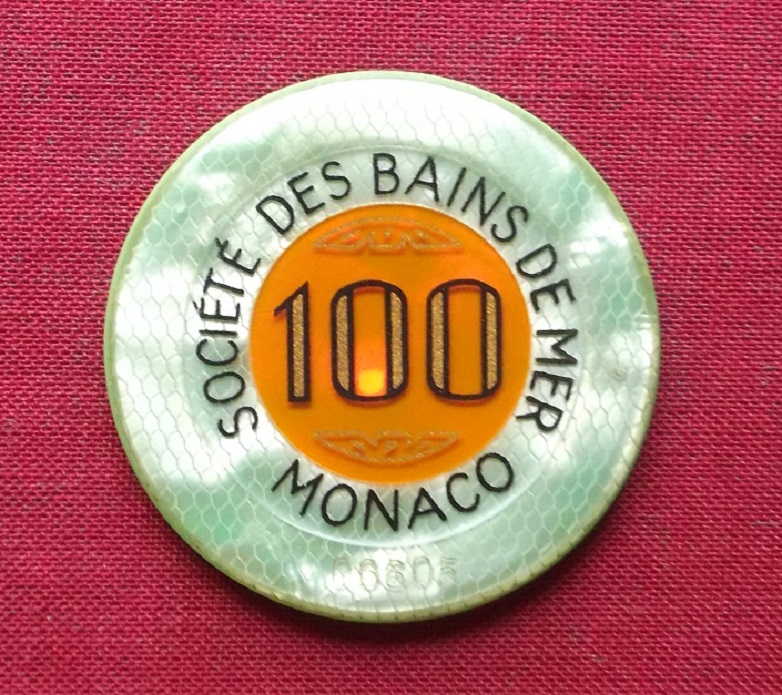 SOCIÉTÉ DES BAINS DE MER
100
MONACO